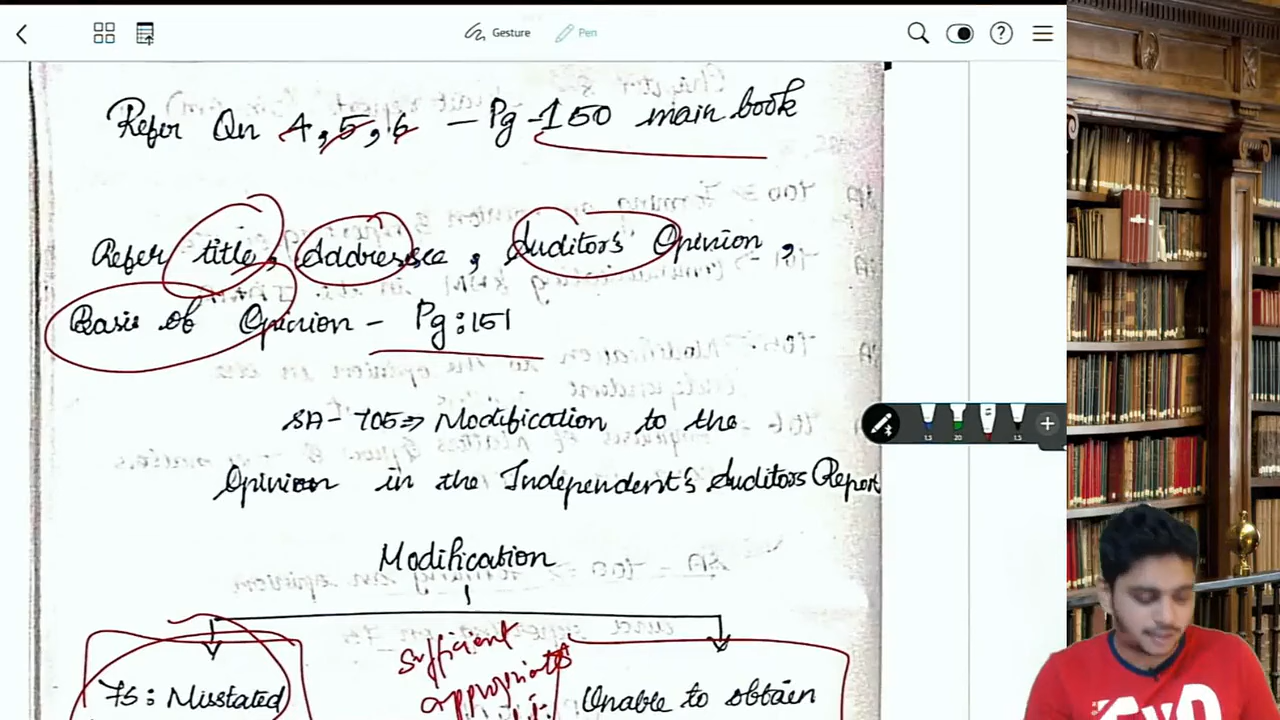 Gesture Pen
Refer Qn 4, 5, 6 — Pg - 150 main book
Refer title, Addressee, Auditor's Opinion,
Basis of Opinion — Pg: 151
SA - 705 ⇒ Modification to the
Opinion in the Independent's Auditors Report
Modification
sufficient
appropriate
FS: Misstated
Unable to obtain